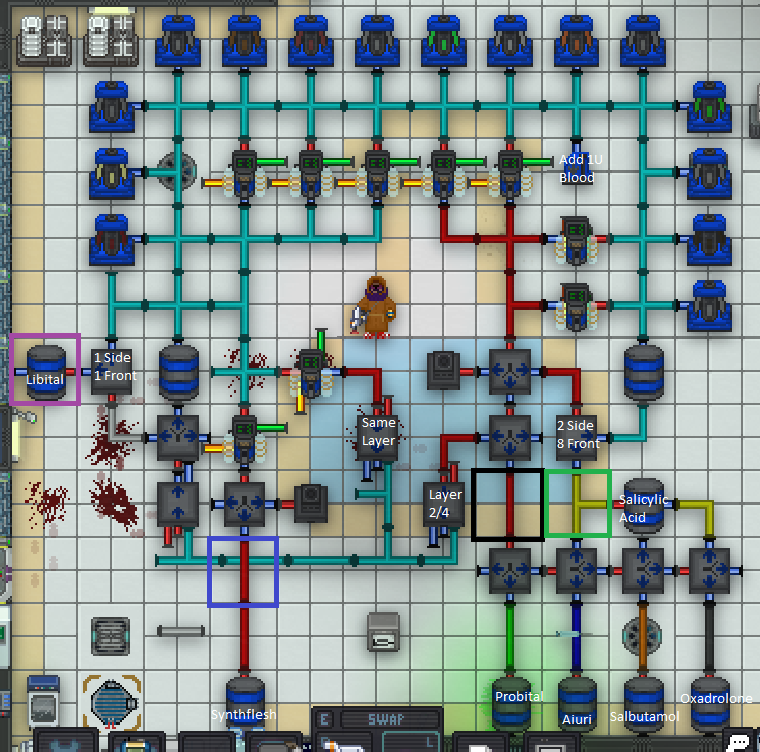 Add 1U
Blood
1 Side
1 Front
Libital
Same
Layer
2 Side
8 Front
Layer
2/4
Salicylic
Acid
Synthflesh
Probital
Aiuri
Salbutamol
Oxadrolone
E
SWAP
L